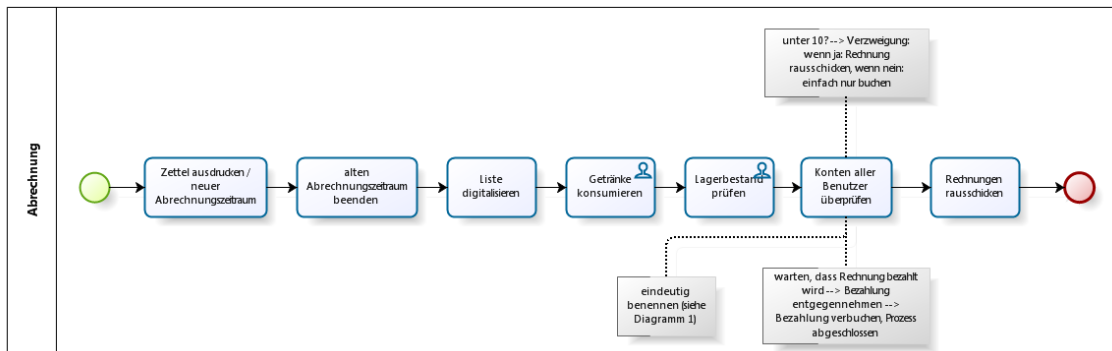 Abrechnung
unter 10? --> Verzweigung:
wenn ja: Rechnung
rausschicken, wenn nein:
einfach nur buchen
Zettel ausdrucken /
neuer
Abrechnungszeitraum
alten
Abrechnungszeitraum
beenden
Liste
digitalisieren
Getränke
konsumieren
Lagerbestand
prüfen
Konten aller
Benutzer
überprüfen
Rechnungen
rausschicken
eindeutig
benennen (siehe
Diagramm 1)
warten, dass Rechnung bezahlt
wird --> Bezahlung
entgegennehmen -->
Bezahlung verbuchen, Prozess
abgeschlossen